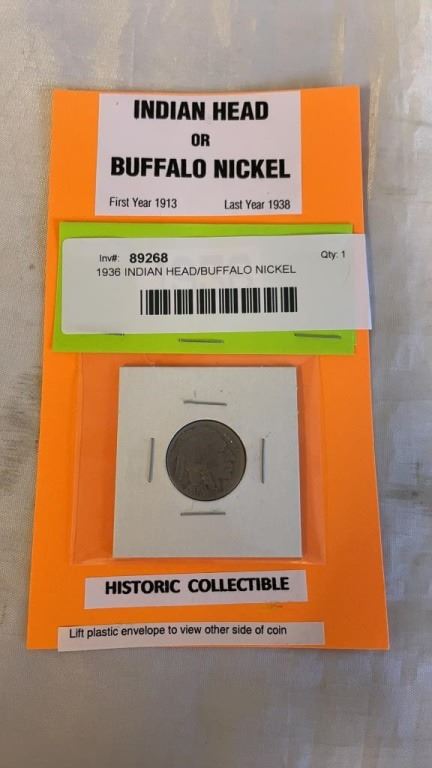 INDIAN HEAD
OR
BUFFALO NICKEL
First Year 1913 Last Year 1938
Inv#: 89268 Qty: 1
1936 INDIAN HEAD/BUFFALO NICKEL
HISTORIC COLLECTIBLE
Lift plastic envelope to view other side of coin